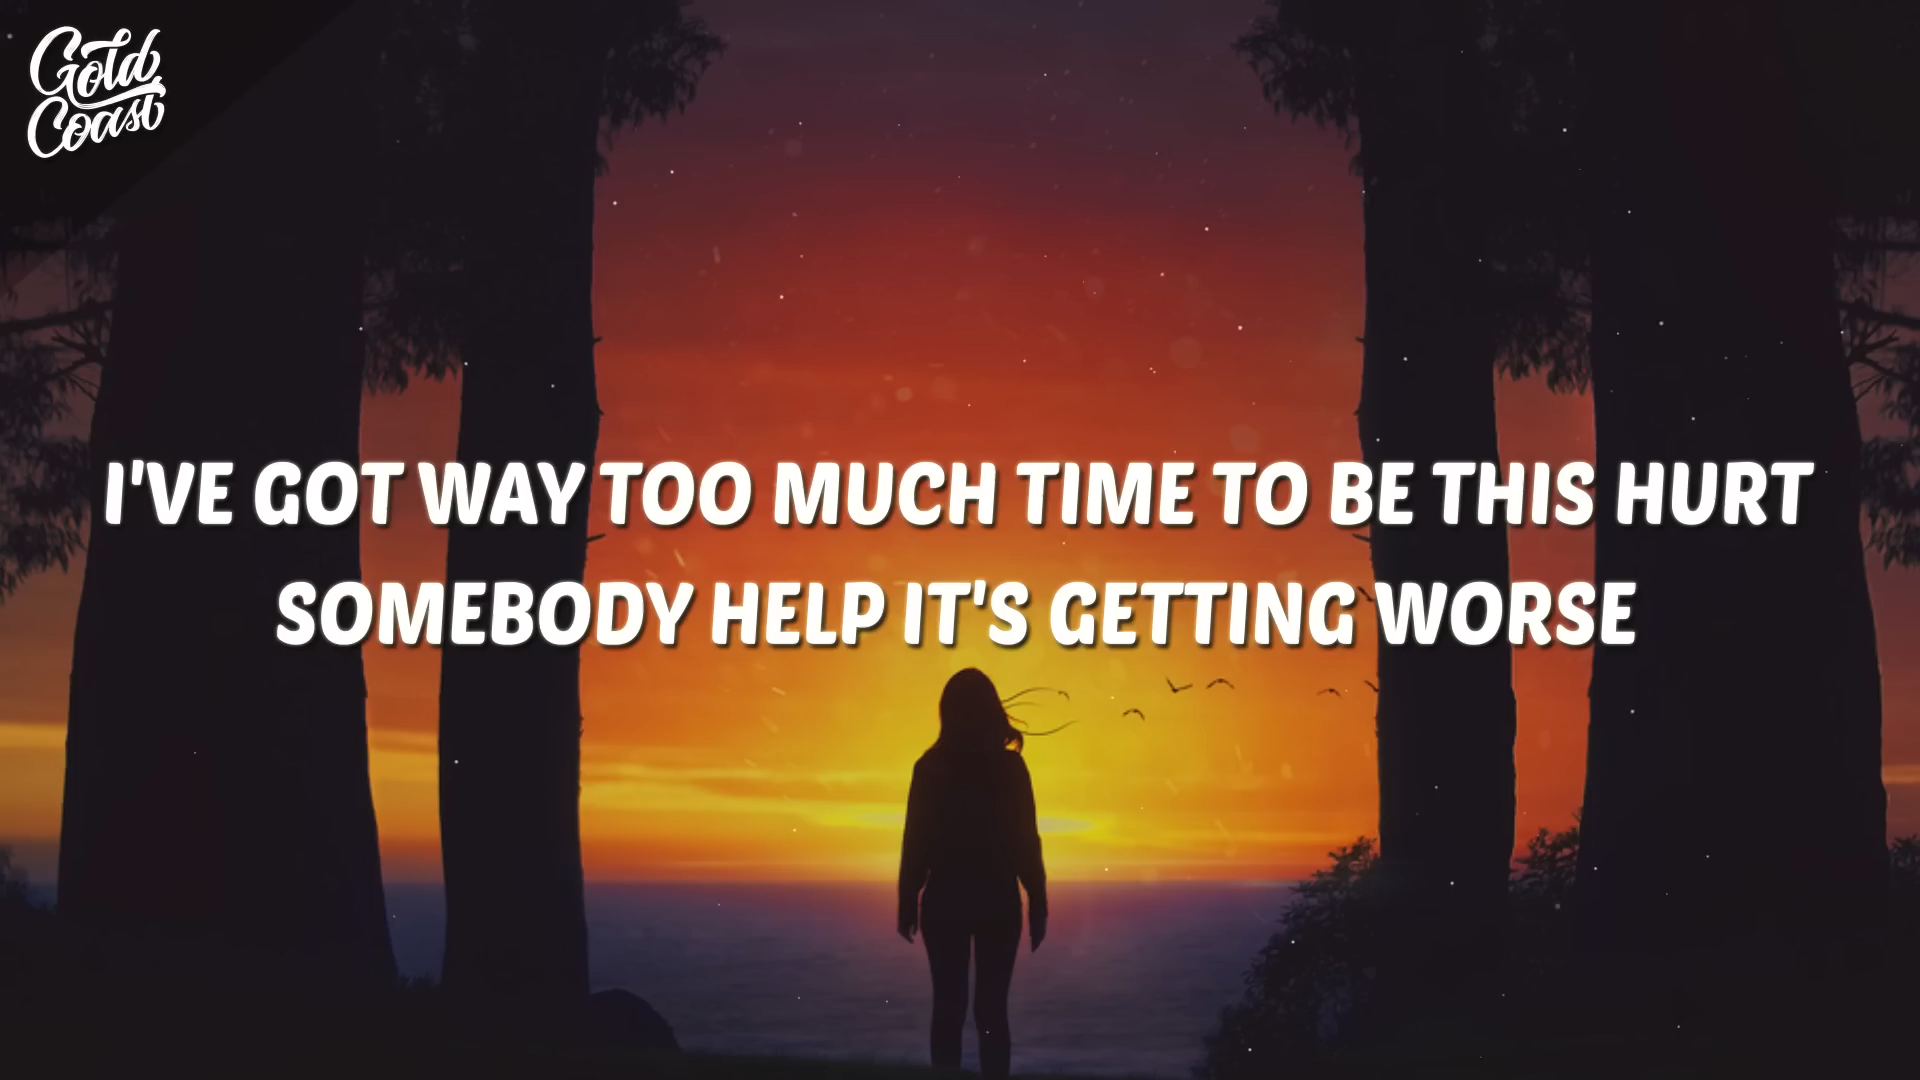 Gold
Coast
I'VE GOT WAY TOO MUCH TIME TO BE THIS HURT
SOMEBODY HELP IT'S GETTING WORSE